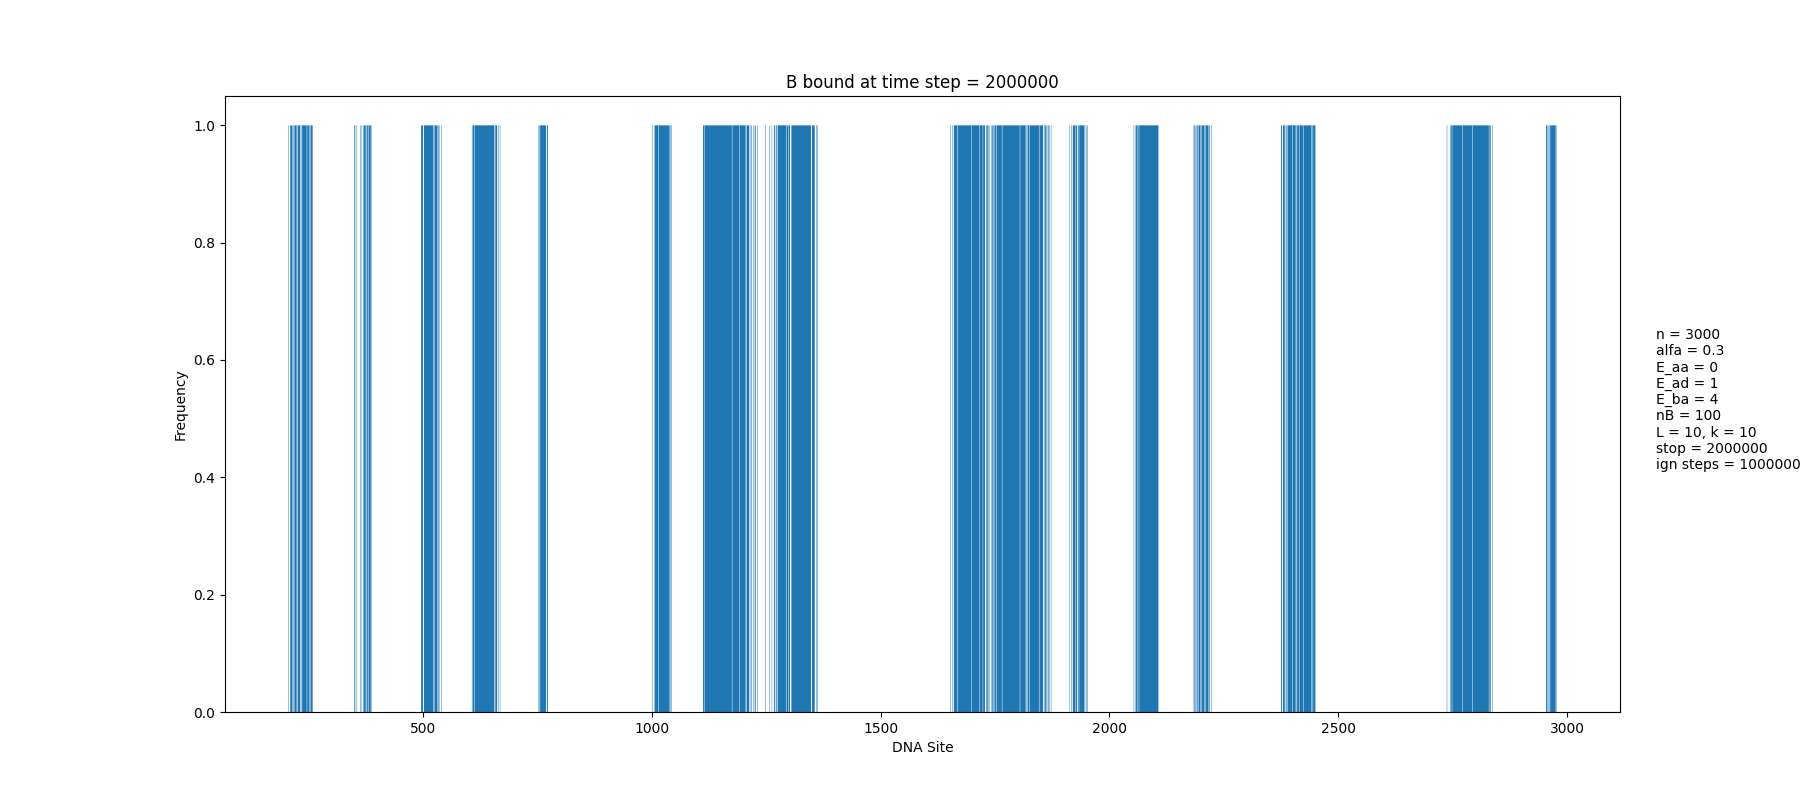 B bound at time step = 2000000
1.0
0.8
0.6
0.4
0.2
0.0
Frequency
500
1000
1500
2000
2500
3000
DNA Site
n = 3000
alfa = 0.3
E_aa = 0
E_ad = 1
E_ba = 4
nB = 100
L = 10, k = 10
stop = 2000000
ign steps = 1000000